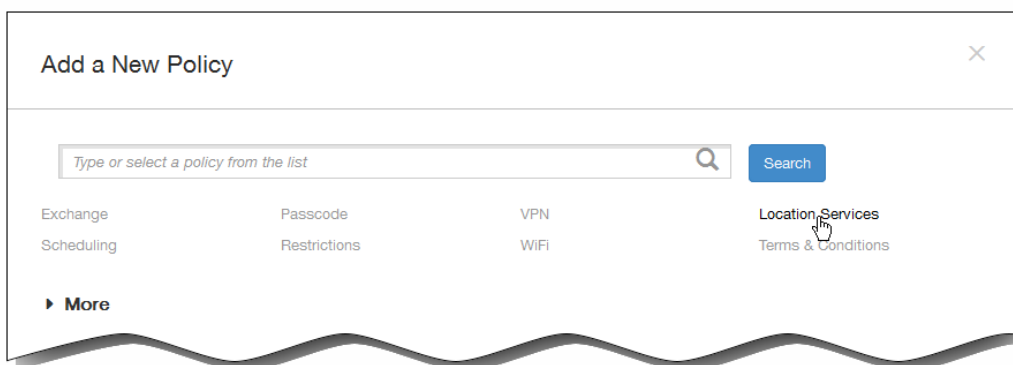 Add a New Policy
Type or select a policy from the list
Search
Exchange Passcode VPN Location Services
Scheduling Restrictions WiFi Terms & Conditions
More